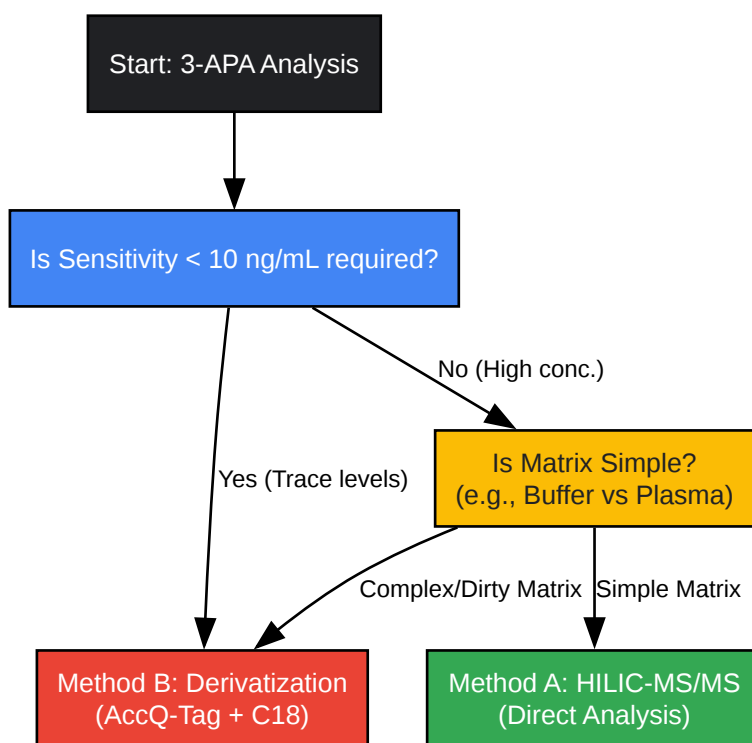 Start: 3-APA Analysis
Is Sensitivity < 10 ng/mL required?
No (High conc.)
Yes (Trace levels)
Is Matrix Simple?
(e.g., Buffer vs Plasma)
Complex/Dirty Matrix
Simple Matrix
Method B: Derivatization
(AccQ-Tag + C18)
Method A: HILIC-MS/MS
(Direct Analysis)